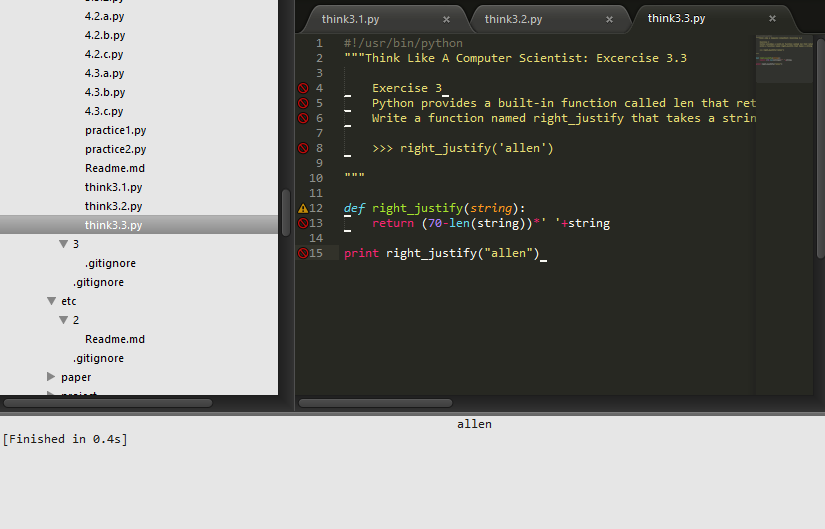 4.2.a.py
4.2.b.py
4.2.c.py
4.3.a.py
4.3.b.py
4.3.c.py
practice1.py
practice2.py
Readme.md
think3.1.py
think3.2.py
think3.3.py
3
.gitignore
.gitignore
etc
2
Readme.md
.gitignore
paper
think3.1.py × think3.2.py × think3.3.py ×
1 #!/usr/bin/python
2 """Think Like A Computer Scientist: Excercise 3.3
3
4     Exercise 3
5     Python provides a built-in function called len that ret
6     Write a function named right_justify that takes a strin
7
8     >>> right_justify('allen')
9
10 """
11
12 def right_justify(string):
13     return (70-len(string))*' '+string
14
15 print right_justify("allen")
allen
[Finished in 0.4s]